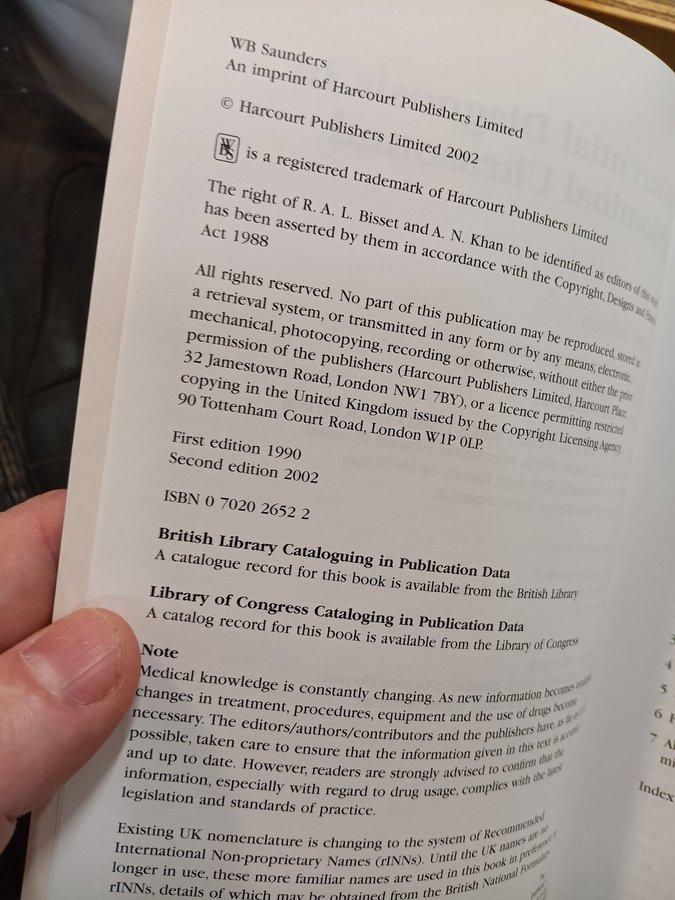 WB Saunders
An imprint of Harcourt Publishers Limited
© Harcourt Publishers Limited 2002
is a registered trademark of Harcourt Publishers Limited
The right of R. A. L. Bisset and A. N. Khan to be identified as editors of this work
has been asserted by them in accordance with the Copyright, Designs and Patents
Act 1988
All rights reserved. No part of this publication may be reproduced, stored in
a retrieval system, or transmitted in any form or by any means, electronic,
mechanical, photocopying, recording or otherwise, without either the prior
permission of the publishers (Harcourt Publishers Limited, Harcourt Place,
32 Jamestown Road, London NW1 7BY), or a licence permitting restricted
copying in the United Kingdom issued by the Copyright Licensing Agency,
90 Tottenham Court Road, London W1P 0LP.
First edition 1990
Second edition 2002
ISBN 0 7020 2652 2
British Library Cataloguing in Publication Data
A catalogue record for this book is available from the British Library
Library of Congress Cataloging in Publication Data
A catalog record for this book is available from the Library of Congress
Note
Medical knowledge is constantly changing. As new information becomes available,
changes in treatment, procedures, equipment and the use of drugs become
necessary. The editors/authors/contributors and the publishers have, as far as it is
possible, taken care to ensure that the information given in this text is accurate
and up to date. However, readers are strongly advised to confirm that the
information, especially with regard to drug usage, complies with the latest
legislation and standards of practice.
Existing UK nomenclature is changing to the system of Recommended
International Non-proprietary Names (rINNs). Until the UK names are no
longer in use, these more familiar names are used in this book in preference to
rINNs, details of which may be obtained from the British National Formulary
3
4
5
6
7
Index